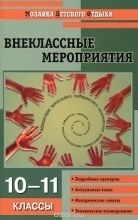 Мозаика детского отдыха
ВНЕКЛАССНЫЕ
МЕРОПРИЯТИЯ
10–11
КЛАССЫ
Подробные сценарии
Актуальные темы
Методические советы
Тематическое планирование